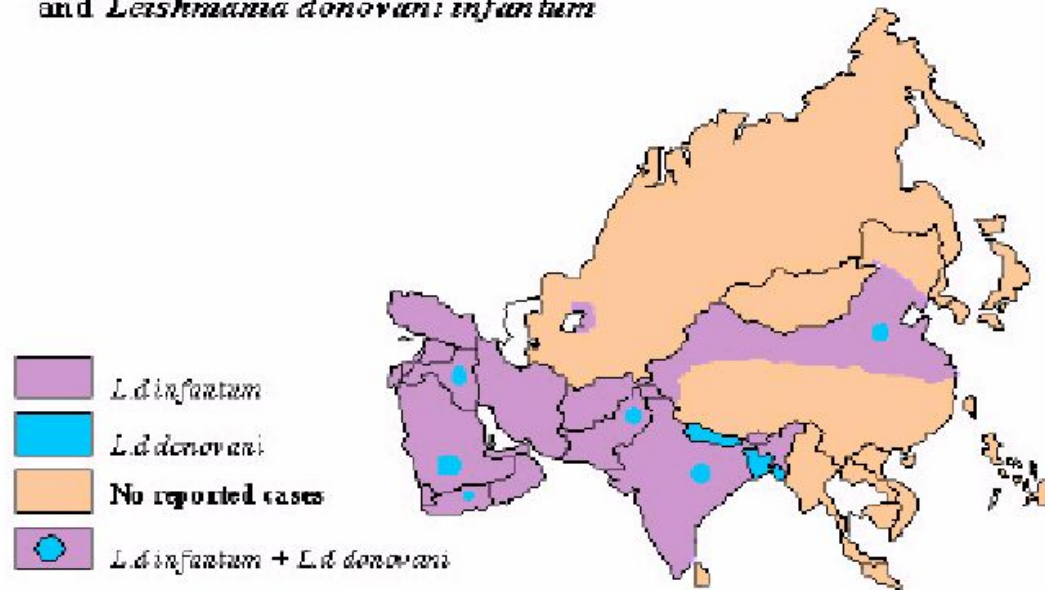 and Leishmania donovani infantum
L.d infantum
L.d donovani
No reported cases
L.d infantum + L.d donovani